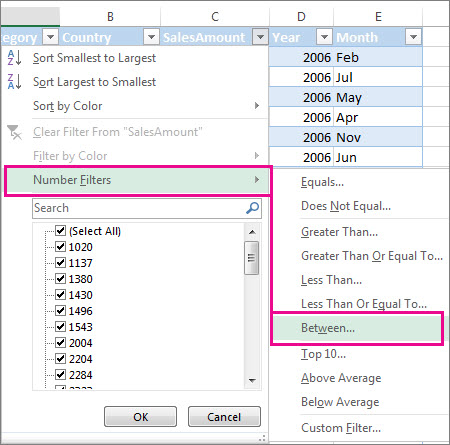 B C D E
tegory Country SalesAmount Year Month
Sort Smallest to Largest
Sort Largest to Smallest
Sort by Color
Clear Filter From "SalesAmount"
Filter by Color
Number Filters
Search
(Select All)
1020
1137
1380
1430
1496
1543
2004
2204
2284
OK Cancel
2006 Feb
2006 Jul
2006 May
2006 Apr
2006 Nov
2006 Jun
Equals...
Does Not Equal...
Greater Than...
Greater Than Or Equal To...
Less Than...
Less Than Or Equal To...
Between...
Top 10...
Above Average
Below Average
Custom Filter...